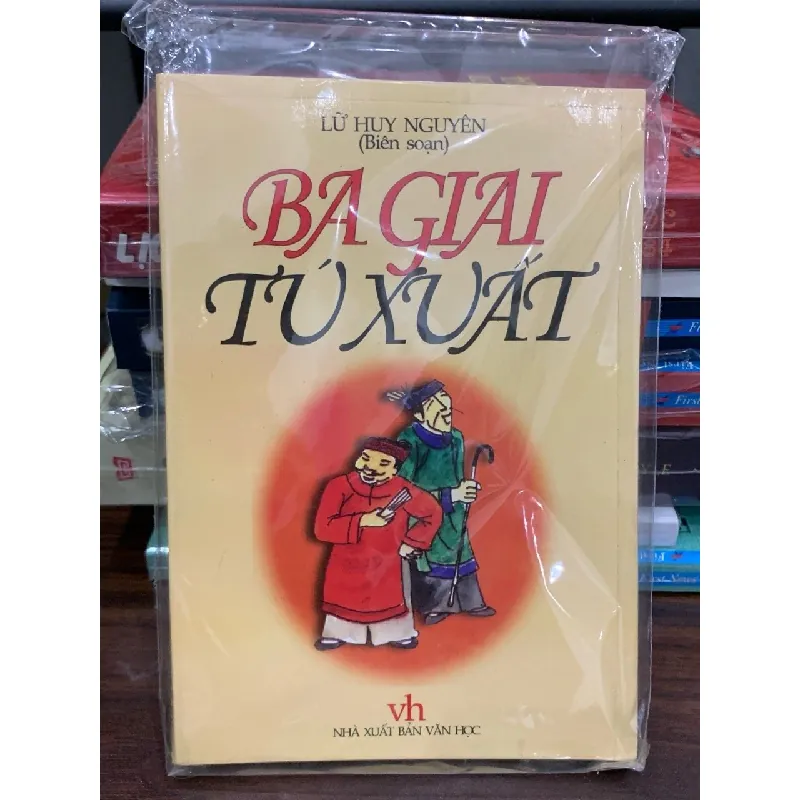 LỮ HUY NGUYÊN
(Biên soạn)
BA GIAI
TÚ XUẤT
vh
NHÀ XUẤT BẢN VĂN HỌC